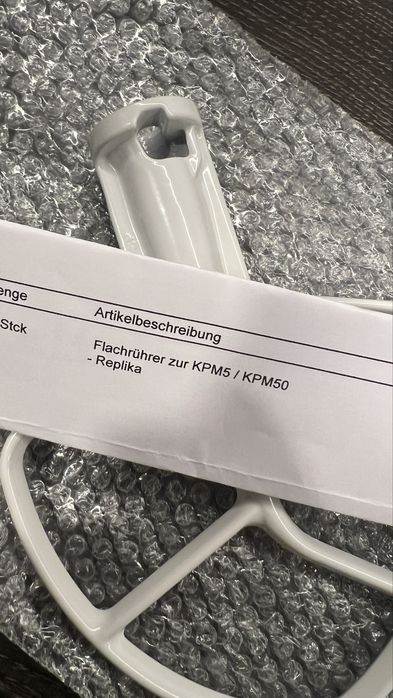 enge Artikelbeschreibung
Stck Flachrührer zur KPM5 / KPM50
- Replika